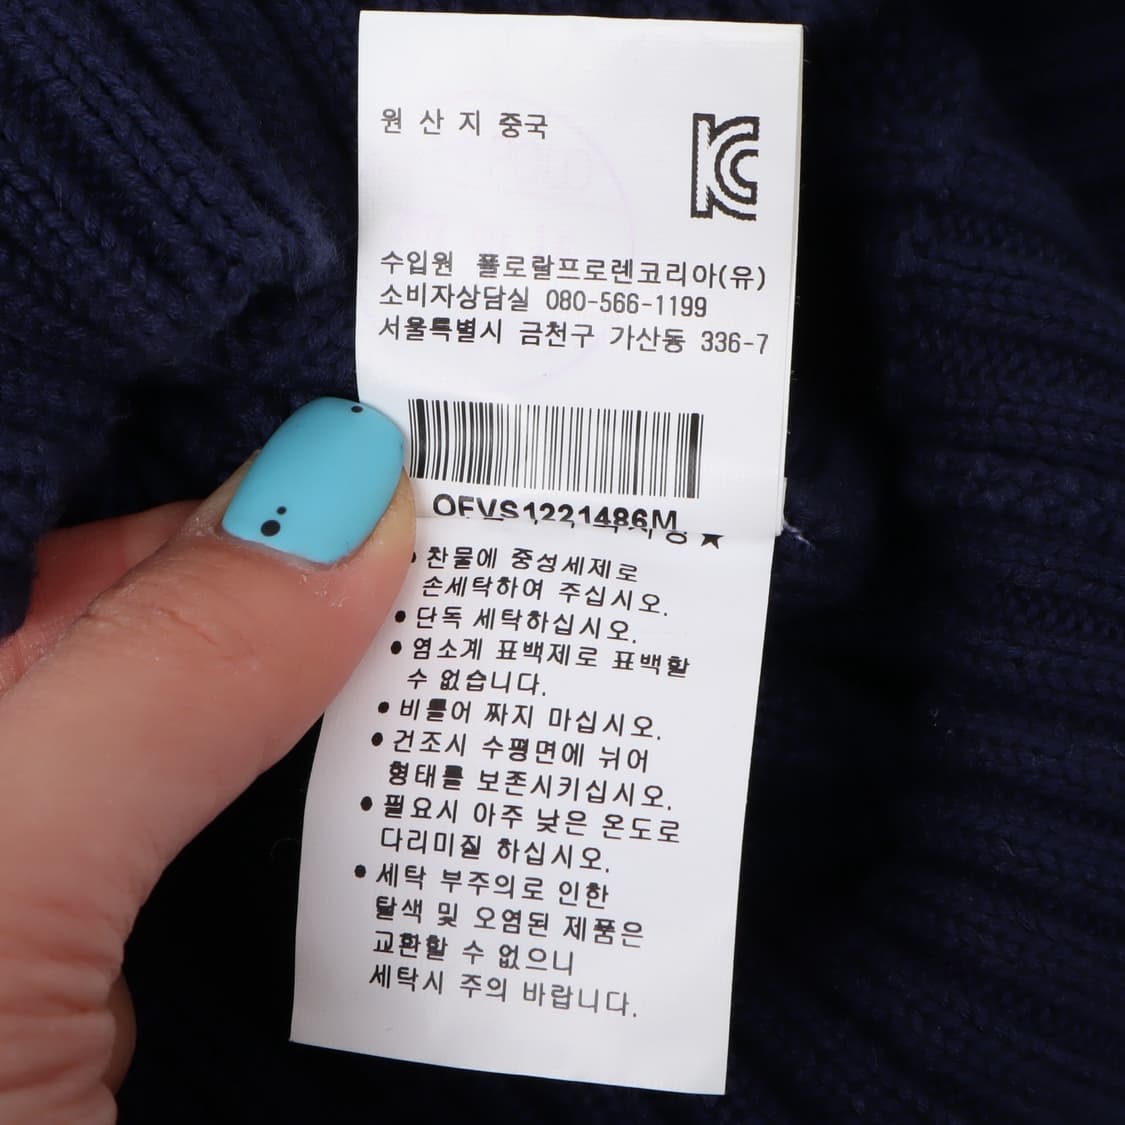 원 산 지 중국
KC
수입원 폴로랄프로렌코리아(유)
소비자상담실 080-566-1199
서울특별시 금천구 가산동 336-7
1221486M
★
• 찬물에 중성세제로
손세탁하여 주십시오.
• 단독 세탁하십시오.
• 염소계 표백제로 표백할
수 없습니다.
• 비틀어 짜지 마십시오.
• 건조시 수평면에 뉘어
형태를 보존시키십시오.
• 필요시 아주 낮은 온도로
다리미질 하십시오.
• 세탁 부주의로 인한
탈색 및 오염된 제품은
교환할 수 없으니
세탁시 주의 바랍니다.